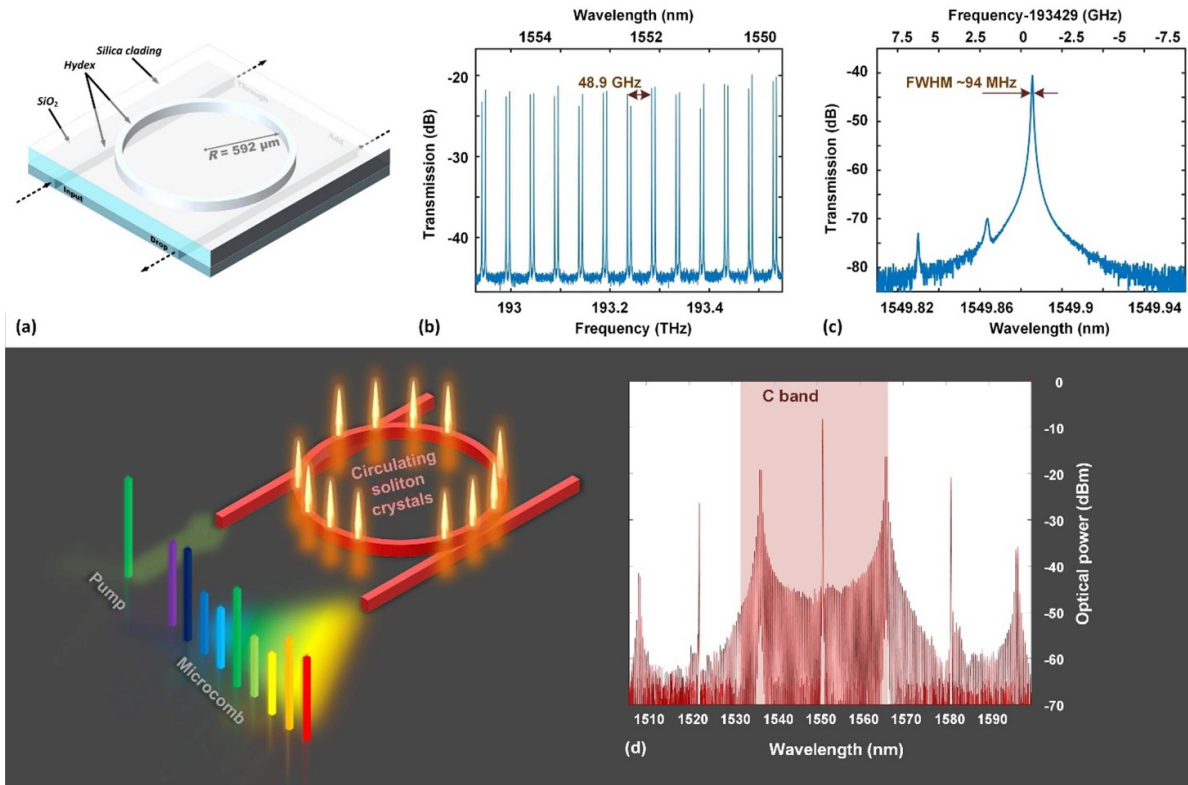 Silica clading
Hydex
SiO₂
Through
Add
R = 592 µm
Input
Drop
(a)
Wavelength (nm)
1554 1552 1550
-20
-30
-40
Transmission (dB)
48.9 GHz
193 193.2 193.4
(b)
Frequency (THz)
Frequency-193429 (GHz)
7.5 5 2.5 0 -2.5 -5 -7.5
-40
-50
-60
-70
-80
Transmission (dB)
FWHM ~94 MHz
1549.82 1549.86 1549.9 1549.94
(c)
Wavelength (nm)
Circulating
soliton
crystals
Pump
Microcomb
C band
0
-10
-20
-30
-40
-50
-60
-70
Optical power (dBm)
1510 1520 1530 1540 1550 1560 1570 1580 1590
(d)
Wavelength (nm)